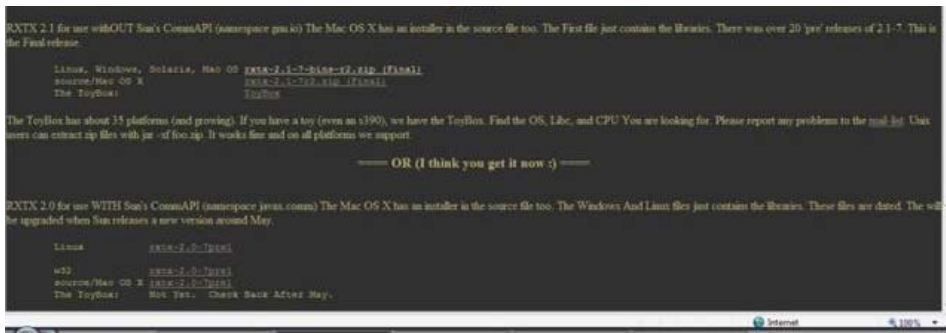 RXTX 2.1 for use withOUT Sun's CommAPI (namespace gnu.io) The Mac OS X has an installer in the source file too. The First file just contains the libraries. There was over 20 'pre' releases of 2.1-7. This is
the Final release.
Linux, Windows, Solaris, Mac OS rxtx-2.1-7-bins-r2.zip (Final)
source/Mac OS X rxtx-2.1-7r2.zip (Final)
The ToyBox: ToyBox
The ToyBox has about 35 platforms (and growing). If you have a toy (even an s390), we have the ToyBox. Find the OS, Libc, and CPU You are looking for. Please report any problems to the mail-list. Unix
users can extract zip files with jar -xf foo.zip. It works fine and on all platforms we support.
==== OR (I think you get it now :) ====
RXTX 2.0 for use WITH Sun's CommAPI (namespace javax.comm) The Mac OS X has an installer in the source file too. The Windows And Linux files just contains the libraries. These files are dated. The will
be upgraded when Sun releases a new version around May.
Linux rxtx-2.0-7pre1
w32 rxtx-2.0-7pre1
source/Mac OS X rxtx-2.0-7pre1
The ToyBox: Not Yet. Check Back After May.
Internet 100%